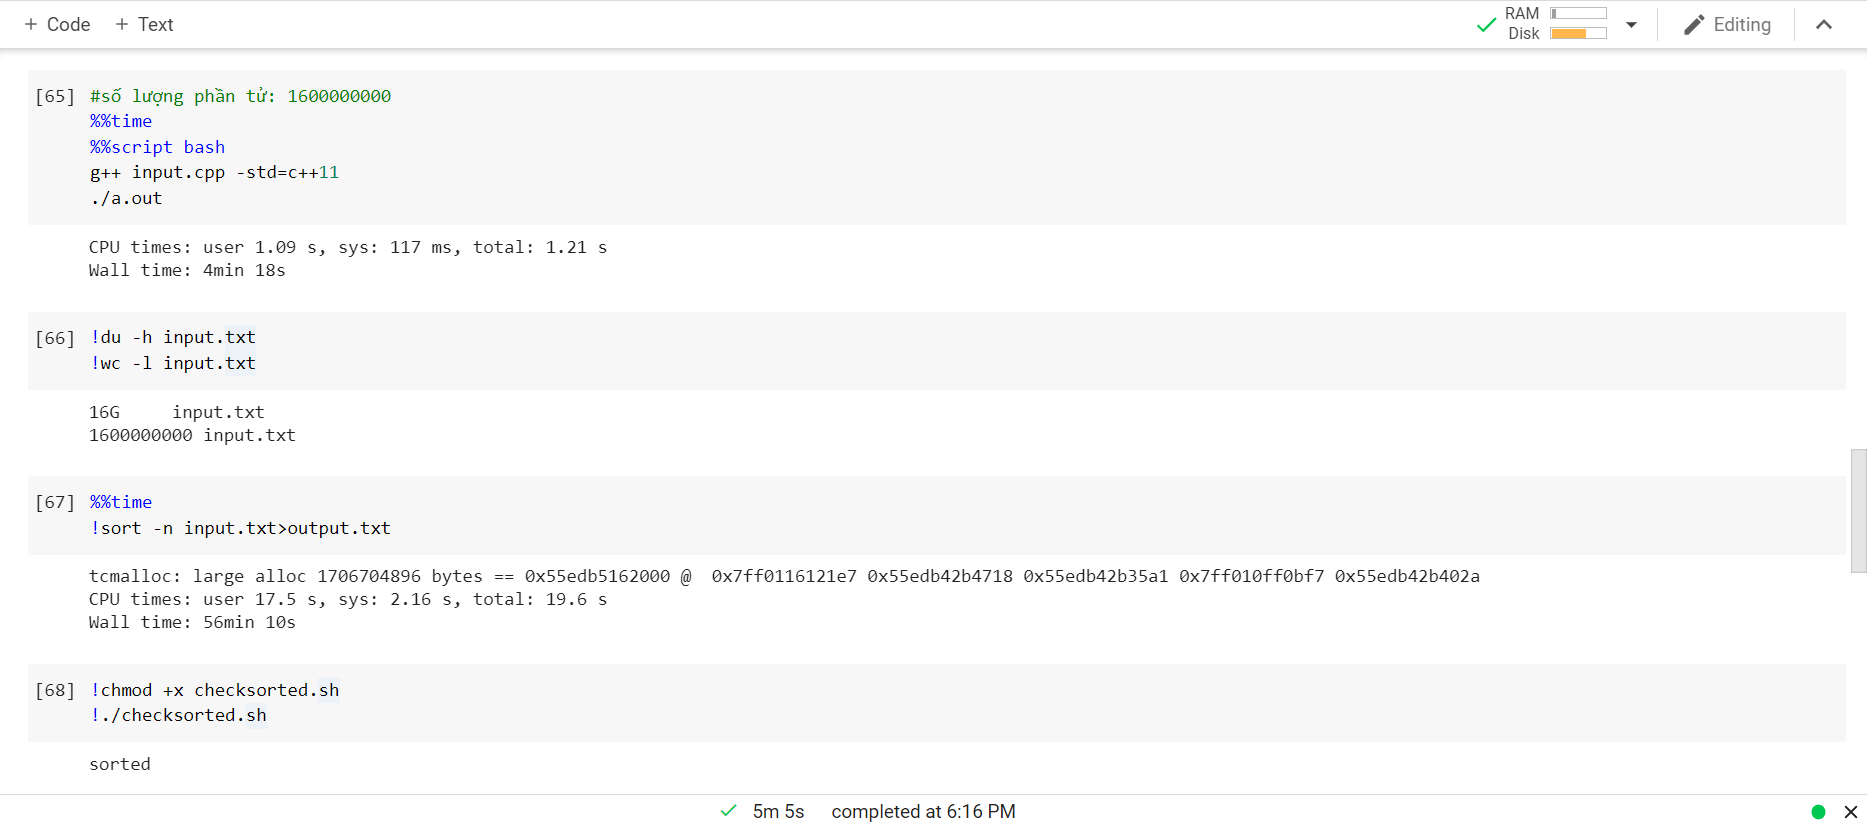 + Code + Text
RAM
Disk
Editing
[65] #số lượng phần tử: 1600000000
%%time
%%script bash
g++ input.cpp -std=c++11
./a.out
CPU times: user 1.09 s, sys: 117 ms, total: 1.21 s
Wall time: 4min 18s
[66] !du -h input.txt
!wc -l input.txt
16G input.txt
1600000000 input.txt
[67] %%time
!sort -n input.txt>output.txt
tcmalloc: large alloc 1706704896 bytes == 0x55edb5162000 @ 0x7ff0116121e7 0x55edb42b4718 0x55edb42b35a1 0x7ff010ff0bf7 0x55edb42b402a
CPU times: user 17.5 s, sys: 2.16 s, total: 19.6 s
Wall time: 56min 10s
[68] !chmod +x checksorted.sh
!./checksorted.sh
sorted
5m 5s completed at 6:16 PM